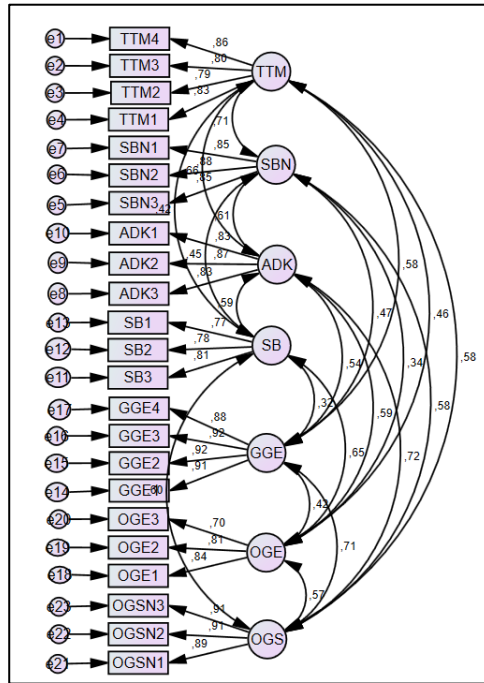 e1 TTM4 ,86
e2 TTM3 ,80 TTM
e3 TTM2 ,79
e4 TTM1 ,83
,71
e7 SBN1 ,85
e6 SBN2 ,88 SBN
e5 SBN3 ,85
,66
,42
,61
e10 ADK1 ,83
e9 ADK2 ,87 ADK
e8 ADK3 ,83
,45
,59
,58
,47
,46
,54
,34
,58
,59
,58
e13 SB1 ,77
e12 SB2 ,78 SB
e11 SB3 ,81
,32
,65
,72
e17 GGE4 ,88
e16 GGE3 ,92 GGE
e15 GGE2 ,92
e14 ,91
,42
,71
e20 OGE3 ,70
e19 OGE2 ,81 OGE
e18 OGE1 ,84
,57
e23 OGSN3 ,91
e22 OGSN2 ,91 OGS
e21 OGSN1 ,89